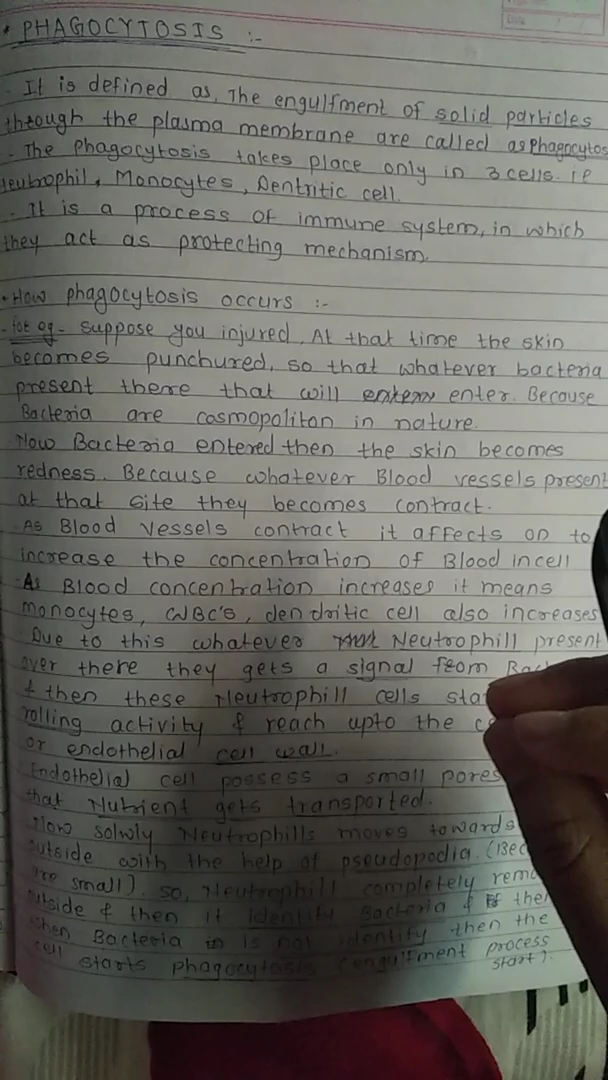 * PHAGOCYTOSIS :-
Date
- It is defined as, The engulfment of solid particles
through the plasma membrane are called as phagocytos
- The Phagocytosis takes place only in 3 cells. ie
Neutrophil, Monocytes, Dentritic cell.
- It is a process of immune system, in which
they act as protecting mechanism.
• How phagocytosis occurs :-
- for eg - suppose you injured, At that time the skin
becomes punchured, so that whatever bacteria
present there that will enter. Because
Bacteria are cosmopoliton in nature.
Now Bacteria entered then the skin becomes
redness. Because whatever Blood vessels present
at that site they becomes contract.
- As Blood Vessels contract it affects on to
increase the concentration of Blood in cell
- As Blood concentration increases it means
monocytes, WBC's, dendritic cell also increases
Due to this whatever Neutrophill present
over there they gets a signal from Bac
& then these Neutrophill cells sta
rolling activity & reach upto the c
or endothelial cell wall.
Endothelial cell possess a small pores
that Nutrient gets transported.
Now solwly Neutrophills moves towards
outside with the help of pseudopodia. (Bec
are small). so, Neutrophill completely remo
outside & then it Identify Bacteria & the
when Bacteria is not identify then the
cell starts phagocytosis (engulfment process
start).